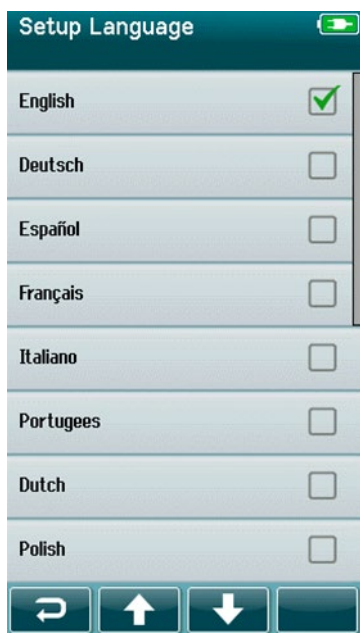 Setup Language
English
Deutsch
Español
Français
Italiano
Portugees
Dutch
Polish